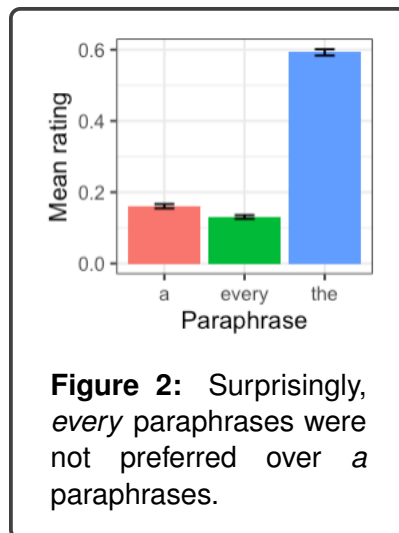 0.6
0.4
0.2
0.0
Mean rating
a every the
Paraphrase
Figure 2: Surprisingly,
every paraphrases were
not preferred over a
paraphrases.